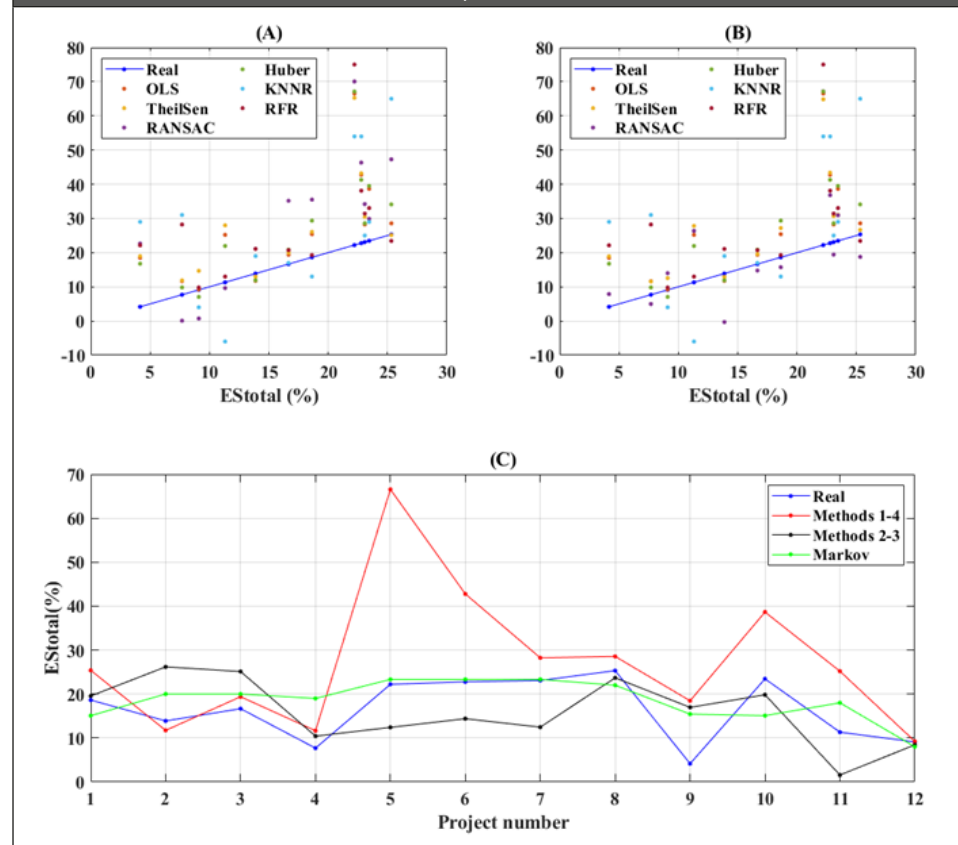 (A)
80
70
60
50
40
30
20
10
0
-10
0 5 10 15 20 25 30
EStotal (%)
Real
OLS
TheilSen
RANSAC
Huber
KNNR
RFR
(B)
80
70
60
50
40
30
20
10
0
-10
0 5 10 15 20 25 30
EStotal (%)
Real
OLS
TheilSen
RANSAC
Huber
KNNR
RFR
(C)
EStotal(%)
70
60
50
40
30
20
10
0
1 2 3 4 5 6 7 8 9 10 11 12
Project number
Real
Methods 1-4
Methods 2-3
Markov